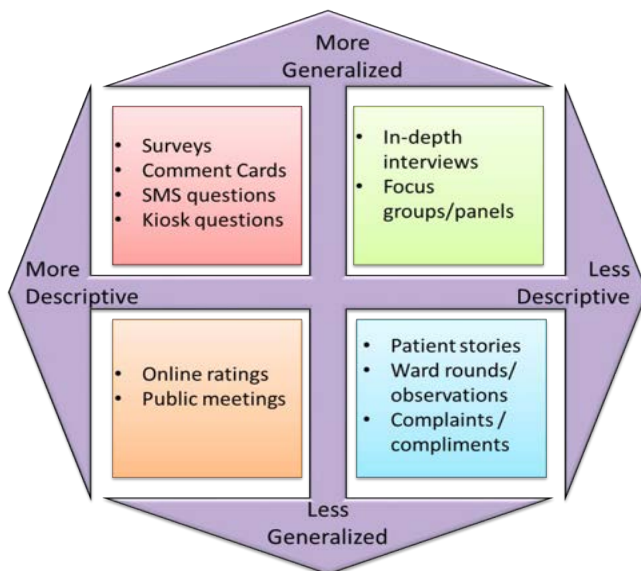 More
Generalized
• Surveys
• Comment Cards
• SMS questions
• Kiosk questions
• In-depth
interviews
• Focus
groups/panels
More
Descriptive
Less
Descriptive
• Online ratings
• Public meetings
• Patient stories
• Ward rounds/
observations
• Complaints /
compliments
Less
Generalized